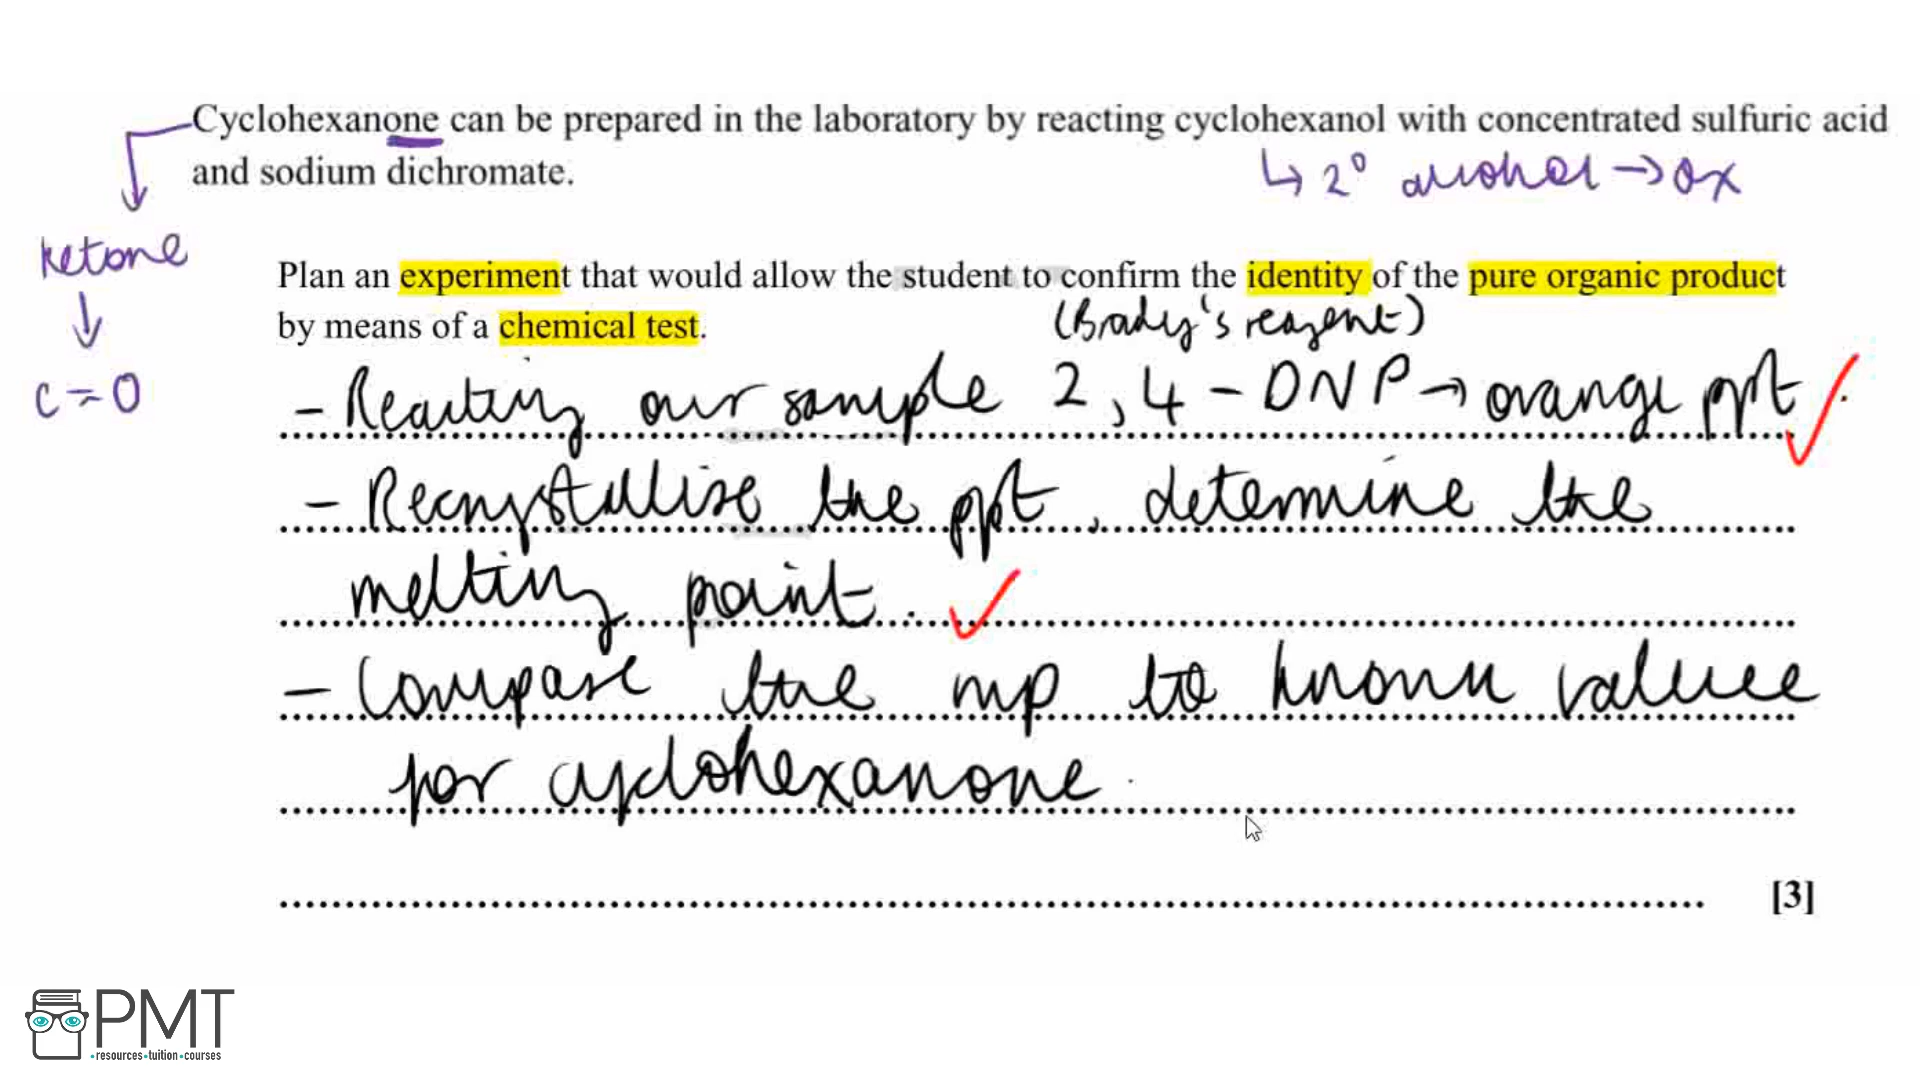 Cyclohexanone can be prepared in the laboratory by reacting cyclohexanol with concentrated sulfuric acid
and sodium dichromate.
↳ 2° alcohol → ox
ketone
↓
C=O
Plan an experiment that would allow the student to confirm the identity of the pure organic product
by means of a chemical test.
(Brady's reagent)
- Reacting our sample 2,4-DNP → orange ppt.
- Recrystallise the ppt, determine the
melting point.
- Compare the mp to known values
for cyclohexanone.
[3]
PMT
•resources•tuition•courses